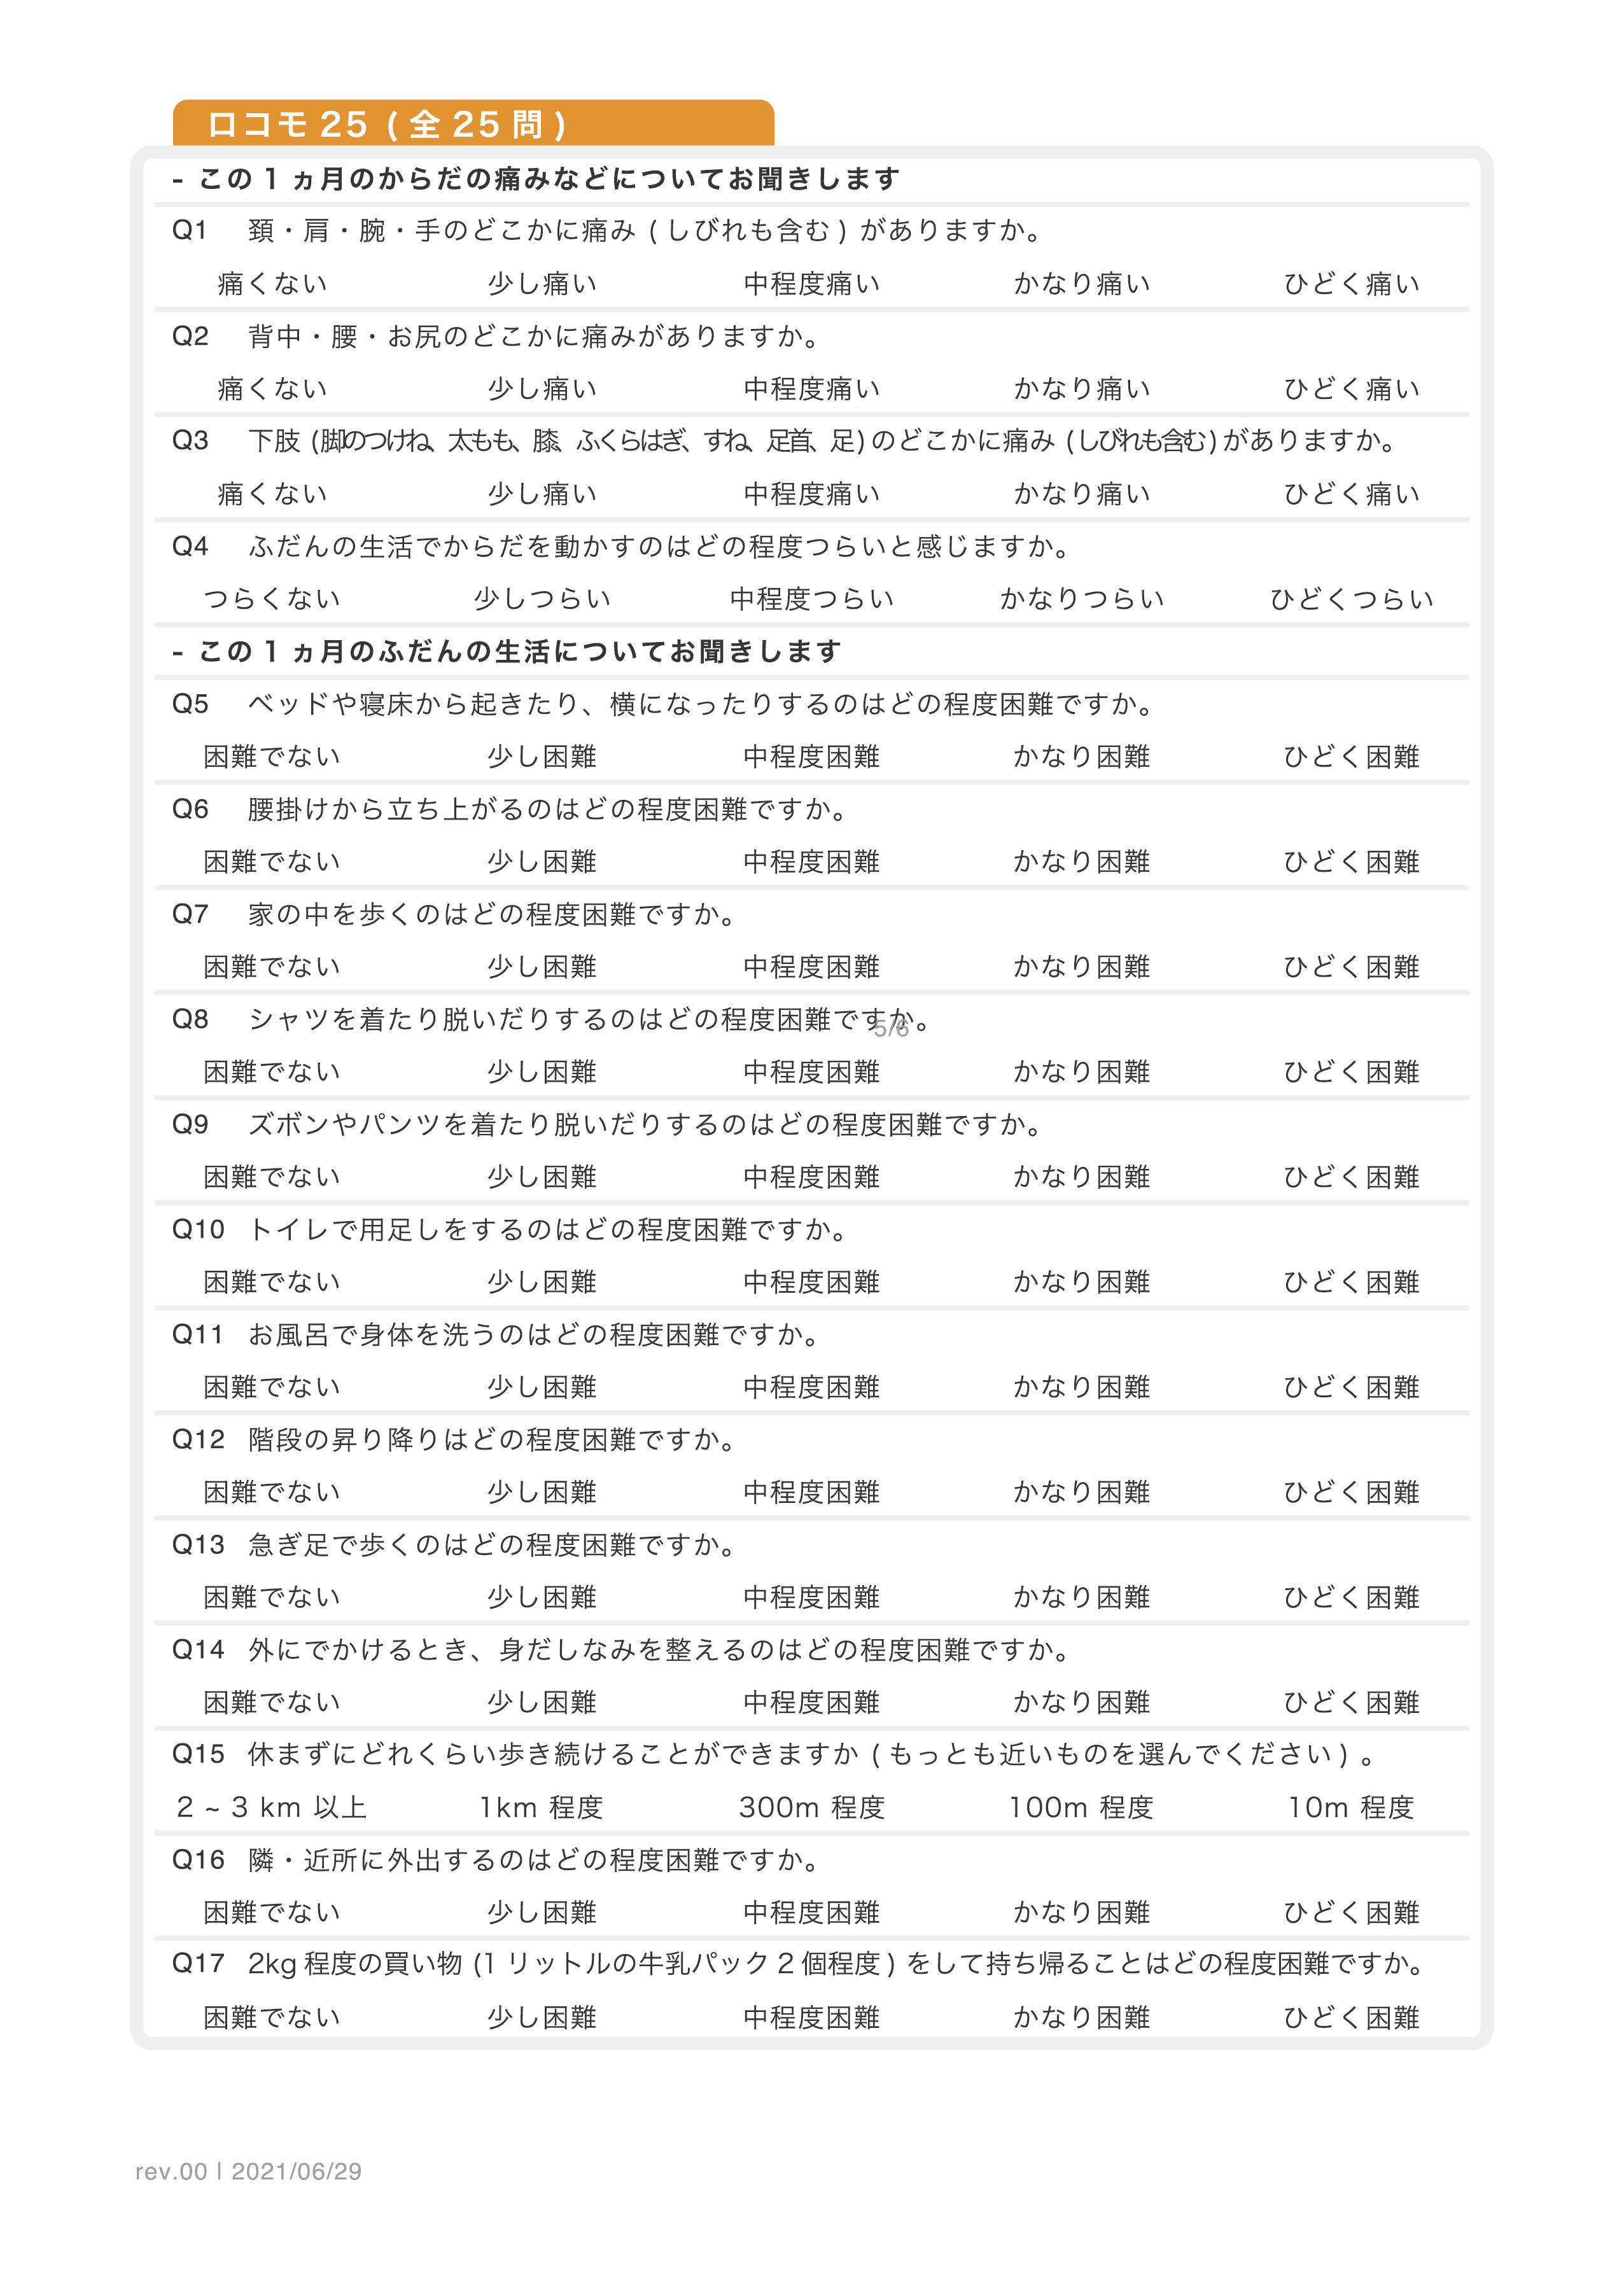 ロコモ 25 ( 全 25 問 )
- この 1 ヵ月のからだの痛みなどについてお聞きします
Q1 頚・肩・腕・手のどこかに痛み ( しびれも含む ) がありますか。
痛くない 少し痛い 中程度痛い かなり痛い ひどく痛い
Q2 背中・腰・お尻のどこかに痛みがありますか。
痛くない 少し痛い 中程度痛い かなり痛い ひどく痛い
Q3 下肢 (脚のつけね、太もも、膝、ふくらはぎ、すね、足首、足) のどこかに痛み (しびれも含む) がありますか。
痛くない 少し痛い 中程度痛い かなり痛い ひどく痛い
Q4 ふだんの生活でからだを動かすのはどの程度つらいと感じますか。
つらくない 少しつらい 中程度つらい かなりつらい ひどくつらい
- この 1 ヵ月のふだんの生活についてお聞きします
Q5 ベッドや寝床から起きたり、横になったりするのはどの程度困難ですか。
困難でない 少し困難 中程度困難 かなり困難 ひどく困難
Q6 腰掛けから立ち上がるのはどの程度困難ですか。
困難でない 少し困難 中程度困難 かなり困難 ひどく困難
Q7 家の中を歩くのはどの程度困難ですか。
困難でない 少し困難 中程度困難 かなり困難 ひどく困難
Q8 シャツを着たり脱いだりするのはどの程度困難ですか。
5/6
困難でない 少し困難 中程度困難 かなり困難 ひどく困難
Q9 ズボンやパンツを着たり脱いだりするのはどの程度困難ですか。
困難でない 少し困難 中程度困難 かなり困難 ひどく困難
Q10 トイレで用足しをするのはどの程度困難ですか。
困難でない 少し困難 中程度困難 かなり困難 ひどく困難
Q11 お風呂で身体を洗うのはどの程度困難ですか。
困難でない 少し困難 中程度困難 かなり困難 ひどく困難
Q12 階段の昇り降りはどの程度困難ですか。
困難でない 少し困難 中程度困難 かなり困難 ひどく困難
Q13 急ぎ足で歩くのはどの程度困難ですか。
困難でない 少し困難 中程度困難 かなり困難 ひどく困難
Q14 外にでかけるとき、身だしなみを整えるのはどの程度困難ですか。
困難でない 少し困難 中程度困難 かなり困難 ひどく困難
Q15 休まずにどれくらい歩き続けることができますか ( もっとも近いものを選んでください ) 。
2 ~ 3 km 以上 1km 程度 300m 程度 100m 程度 10m 程度
Q16 隣・近所に外出するのはどの程度困難ですか。
困難でない 少し困難 中程度困難 かなり困難 ひどく困難
Q17 2kg 程度の買い物 (1 リットルの牛乳パック 2 個程度 ) をして持ち帰ることはどの程度困難ですか。
困難でない 少し困難 中程度困難 かなり困難 ひどく困難
rev.00 | 2021/06/29